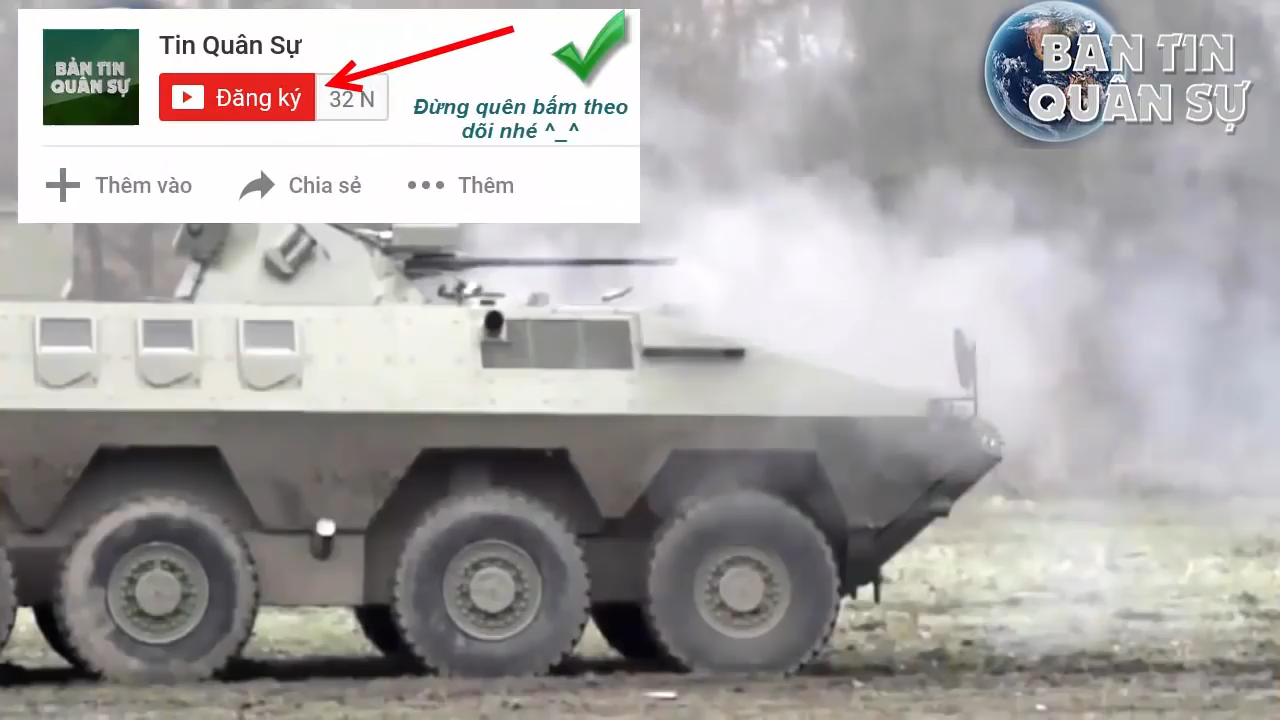 Tin Quân Sự
BẢN TIN
QUÂN SỰ
Đăng ký
32 N
Đừng quên bấm theo
dõi nhé ^_^
Thêm vào
Chia sẻ
Thêm
BẢN TIN
QUÂN SỰ